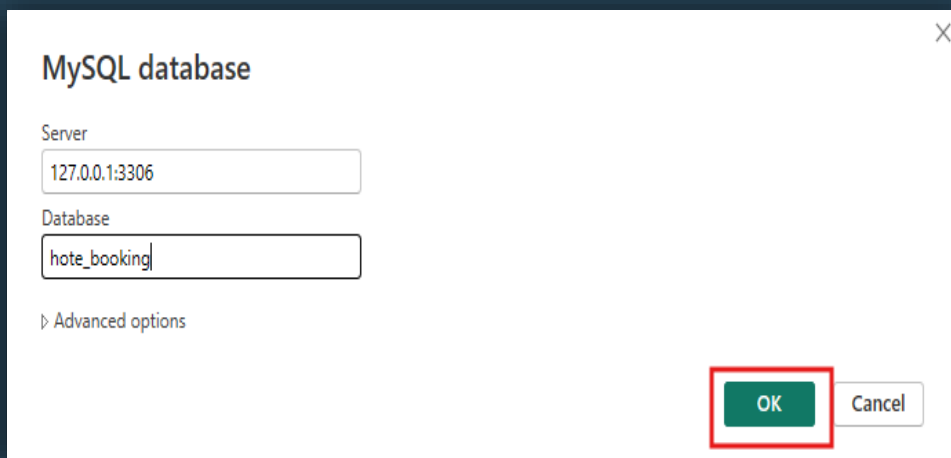 MySQL database
Server
127.0.0.1:3306
Database
hote_booking
Advanced options
OK
Cancel